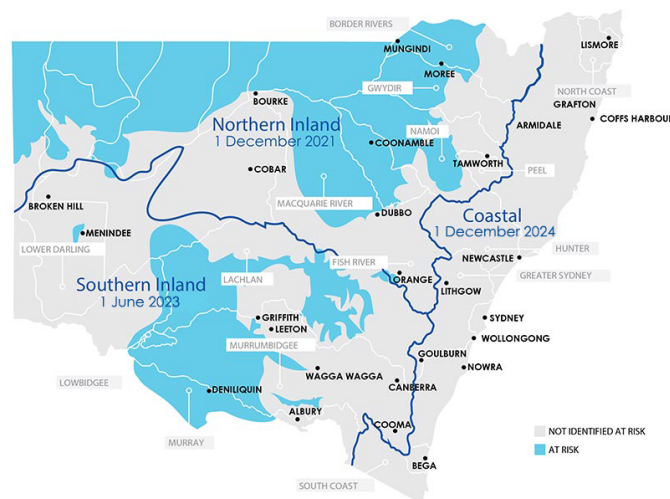 BORDER RIVERS
MUNGINDI
LISMORE
MOREE
GWYDIR
NORTH COAST
BOURKE
GRAFTON
COFFS HARBOUR
Northern Inland
1 December 2021
NAMOI
ARMIDALE
COONAMBLE
TAMWORTH
COBAR
PEEL
BROKEN HILL
MACQUARIE RIVER
DUBBO
Coastal
1 December 2024
MENINDEE
LOWER DARLING
HUNTER
NEWCASTLE
FISH RIVER
GREATER SYDNEY
Southern Inland
1 June 2023
LACHLAN
ORANGE
LITHGOW
GRIFFITH
SYDNEY
LEETON
WOLLONGONG
MURRUMBIDGEE
GOULBURN
NOWRA
WAGGA WAGGA
LOWBIDGEE
CANBERRA
DENILIQUIN
ALBURY
COOMA
NOT IDENTIFIED AT RISK
MURRAY
AT RISK
BEGA
SOUTH COAST